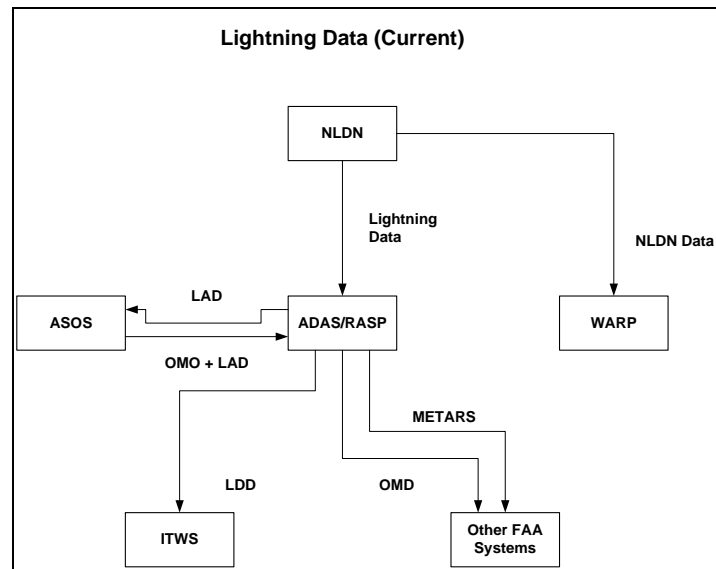 Lightning Data (Current)
NLDN
Lightning
Data
NLDN Data
LAD
ASOS
ADAS/RASP
WARP
OMO + LAD
METARS
LDD
OMD
ITWS
Other FAA
Systems